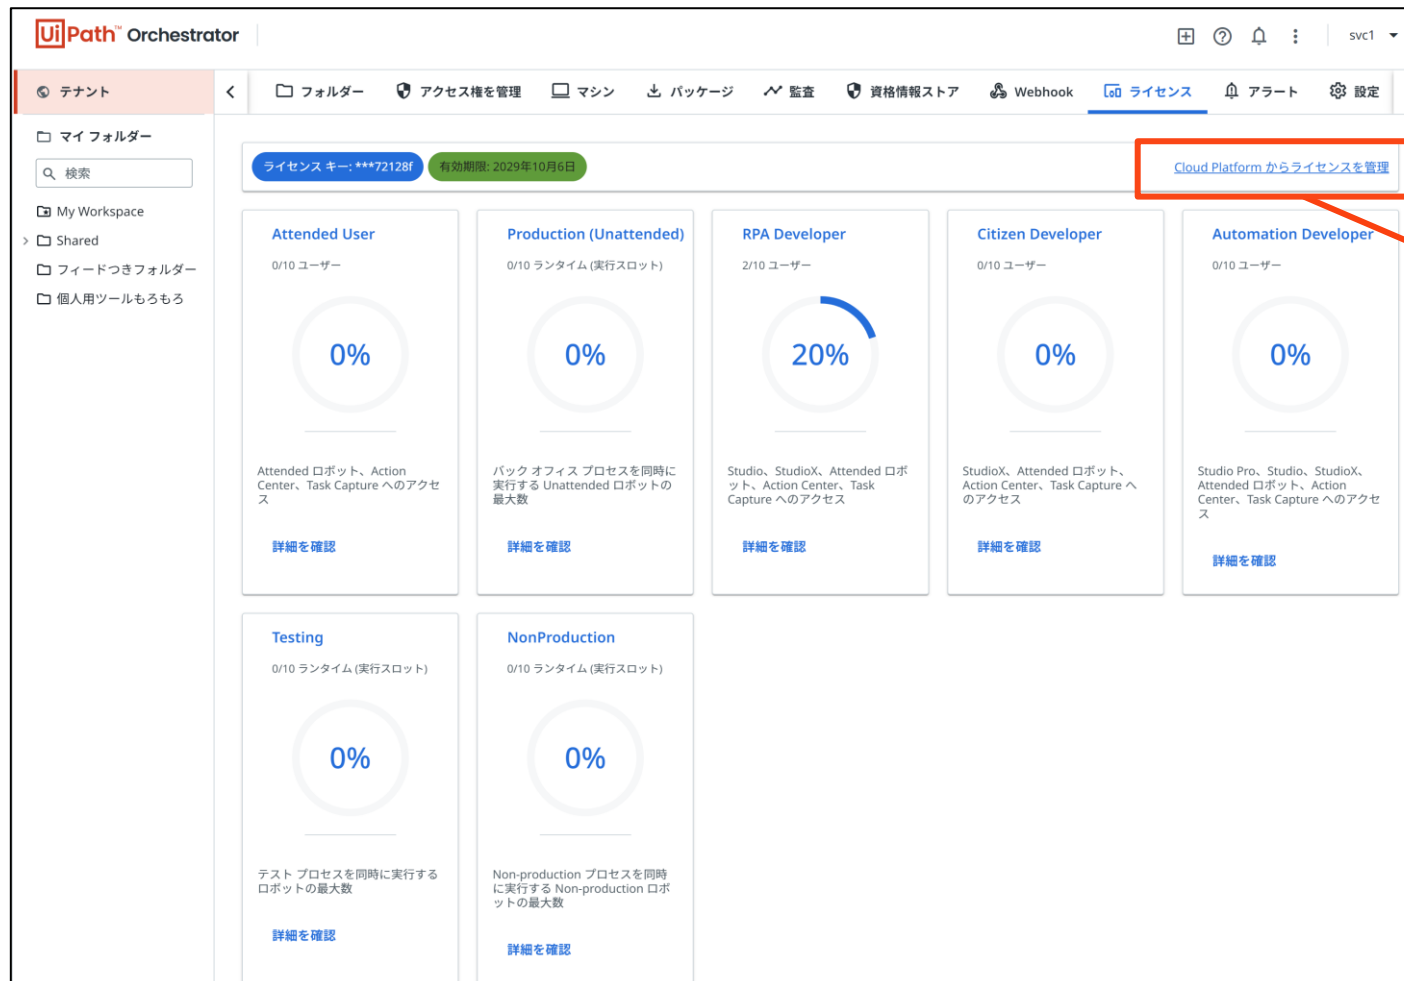 UiPath™ Orchestrator
svc1
テナント
フォルダー
アクセス権を管理
マシン
パッケージ
監査
資格情報ストア
Webhook
ライセンス
アラート
設定
マイ フォルダー
検索
My Workspace
Shared
フィードつきフォルダー
個人用ツールもろもろ
ライセンス キー: ***72128f
有効期限: 2029年10月6日
Cloud Platform からライセンスを管理
Attended User
0/10 ユーザー
0%
Attended ロボット、Action
Center、Task Capture へのアクセ
ス
詳細を確認
Production (Unattended)
0/10 ランタイム (実行スロット)
0%
バック オフィス プロセスを同時に
実行する Unattended ロボットの
最大数
詳細を確認
RPA Developer
2/10 ユーザー
20%
Studio、StudioX、Attended ロボ
ット、Action Center、Task
Capture へのアクセス
詳細を確認
Citizen Developer
0/10 ユーザー
0%
StudioX、Attended ロボット、
Action Center、Task Capture へ
のアクセス
詳細を確認
Automation Developer
0/10 ユーザー
0%
Studio Pro、Studio、StudioX、
Attended ロボット、Action
Center、Task Capture へのアクセ
ス
詳細を確認
Testing
0/10 ランタイム (実行スロット)
0%
テスト プロセスを同時に実行する
ロボットの最大数
詳細を確認
NonProduction
0/10 ランタイム (実行スロット)
0%
Non-production プロセスを同時
に実行する Non-production ロボ
ットの最大数
詳細を確認